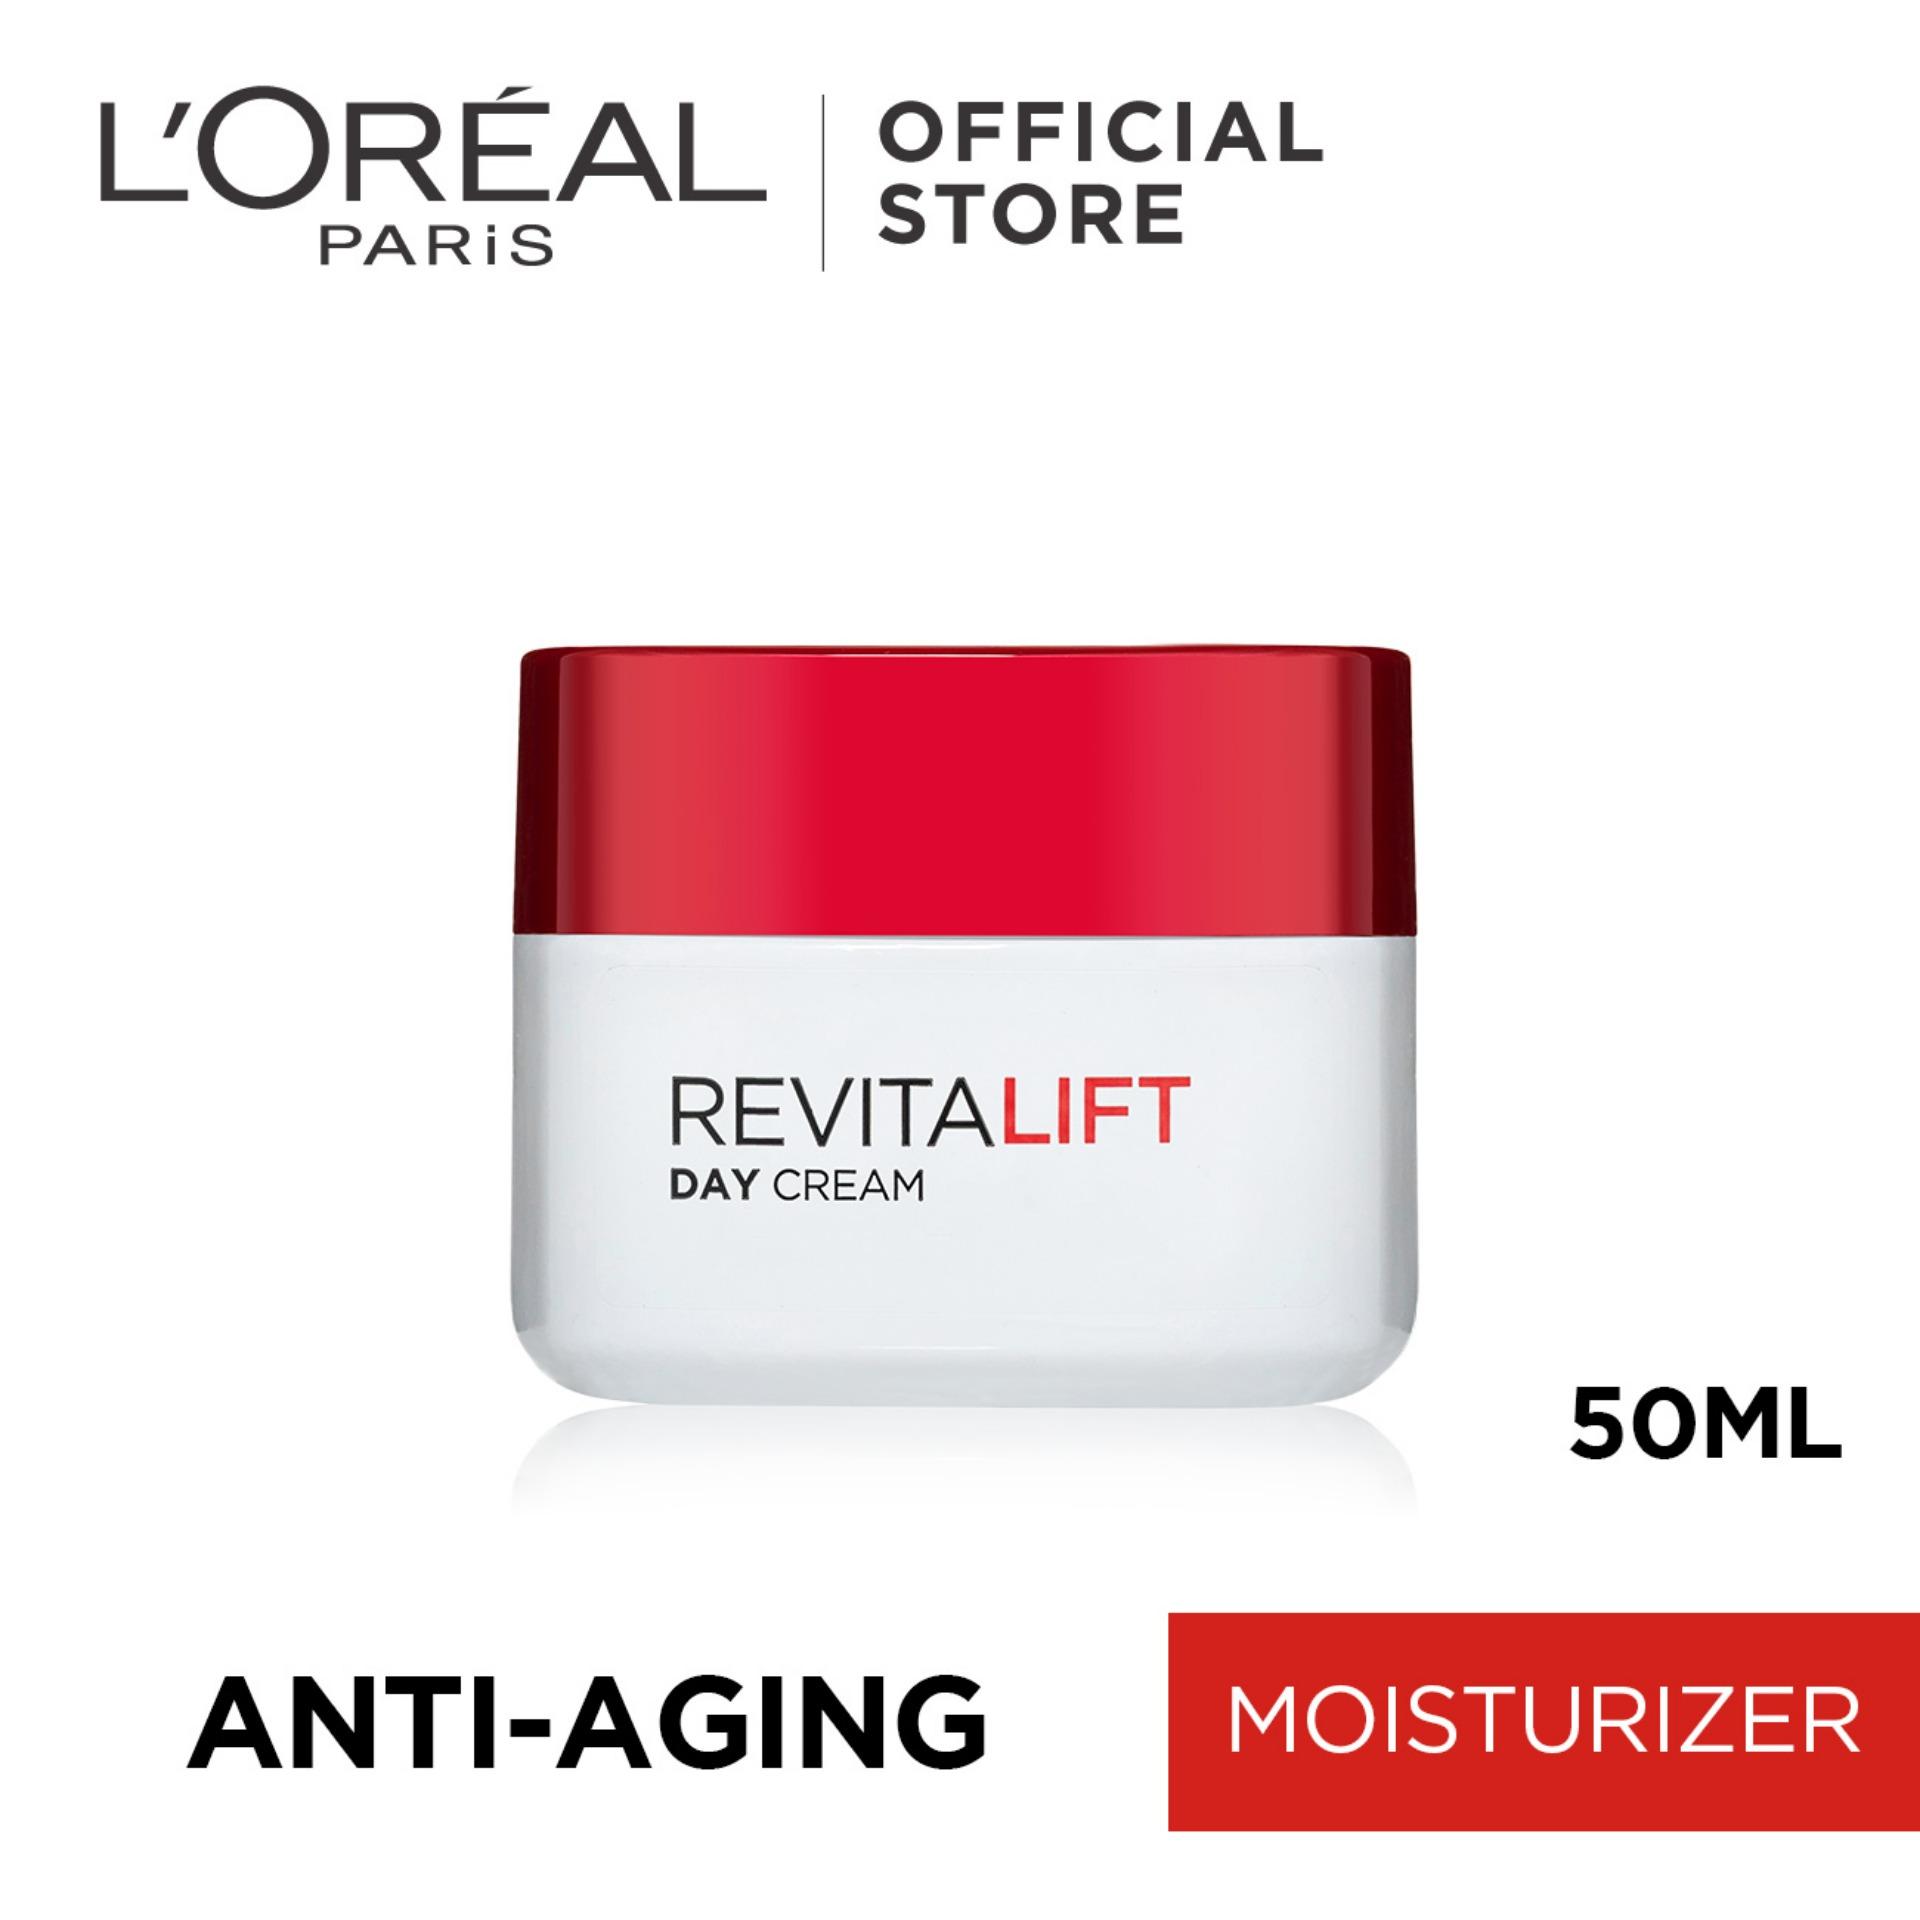 L'ORÉAL
PARiS
OFFICIAL
STORE
REVITALIFT
DAY CREAM
50ML
ANTI-AGING
MOISTURIZER